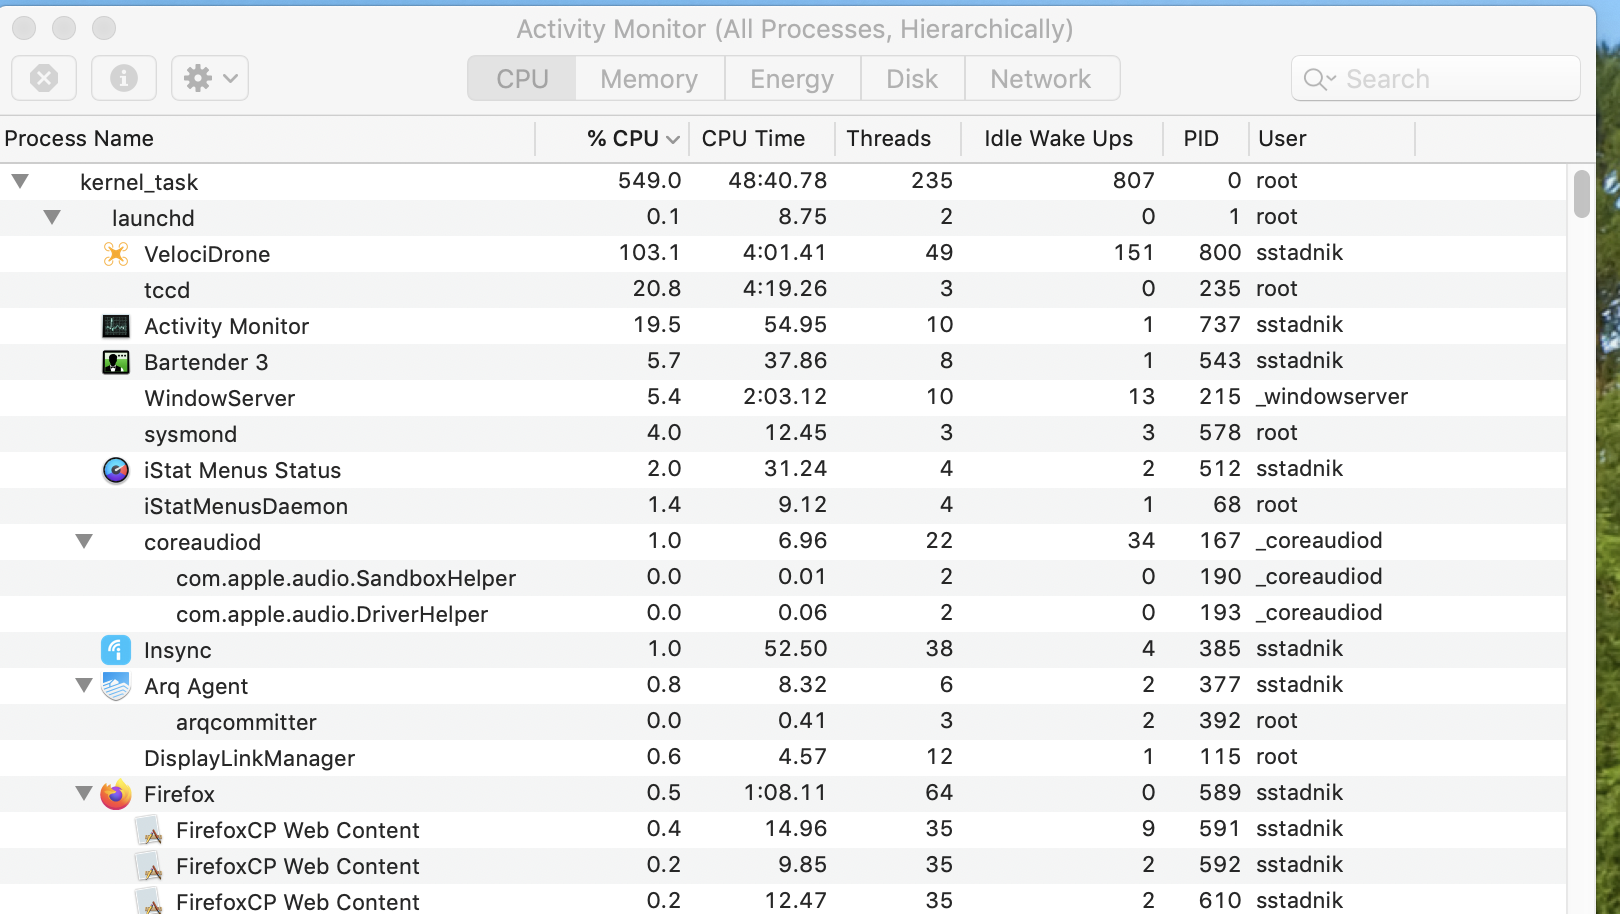 Activity Monitor (All Processes, Hierarchically)
CPU Memory Energy Disk Network Search
Process Name % CPU CPU Time Threads Idle Wake Ups PID User
kernel_task 549.0 48:40.78 235 807 0 root
launchd 0.1 8.75 2 0 1 root
VelociDrone 103.1 4:01.41 49 151 800 sstadnik
tccd 20.8 4:19.26 3 0 235 root
Activity Monitor 19.5 54.95 10 1 737 sstadnik
Bartender 3 5.7 37.86 8 1 543 sstadnik
WindowServer 5.4 2:03.12 10 13 215 _windowserver
sysmond 4.0 12.45 3 3 578 root
iStat Menus Status 2.0 31.24 4 2 512 sstadnik
iStatMenusDaemon 1.4 9.12 4 1 68 root
coreaudiod 1.0 6.96 22 34 167 _coreaudiod
com.apple.audio.SandboxHelper 0.0 0.01 2 0 190 _coreaudiod
com.apple.audio.DriverHelper 0.0 0.06 2 0 193 _coreaudiod
Insync 1.0 52.50 38 4 385 sstadnik
Arq Agent 0.8 8.32 6 2 377 sstadnik
arqcommitter 0.0 0.41 3 2 392 root
DisplayLinkManager 0.6 4.57 12 1 115 root
Firefox 0.5 1:08.11 64 0 589 sstadnik
FirefoxCP Web Content 0.4 14.96 35 9 591 sstadnik
FirefoxCP Web Content 0.2 9.85 35 2 592 sstadnik
FirefoxCP Web Content 0.2 12.47 35 2 610 sstadnik